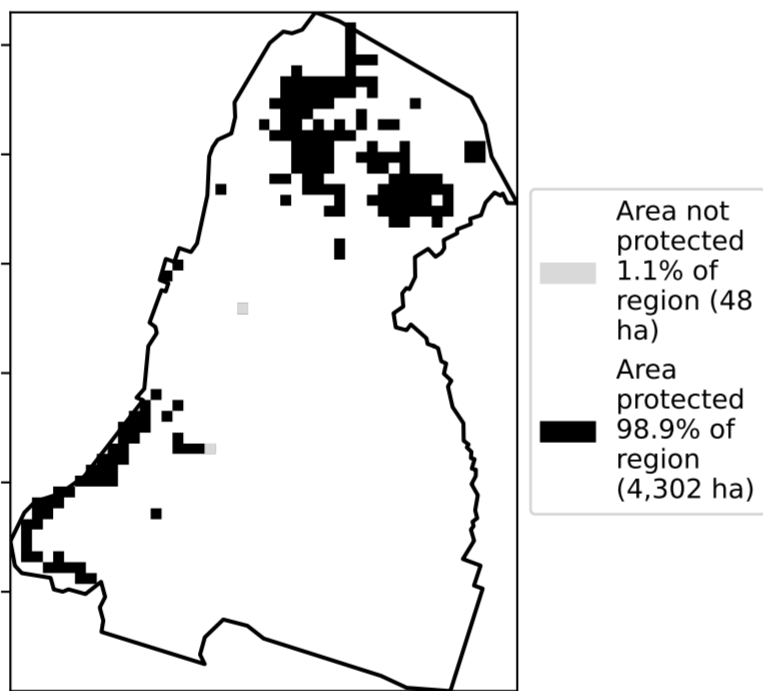 Area not
protected
1.1% of
region (48
ha)
Area
protected
98.9% of
region
(4,302 ha)